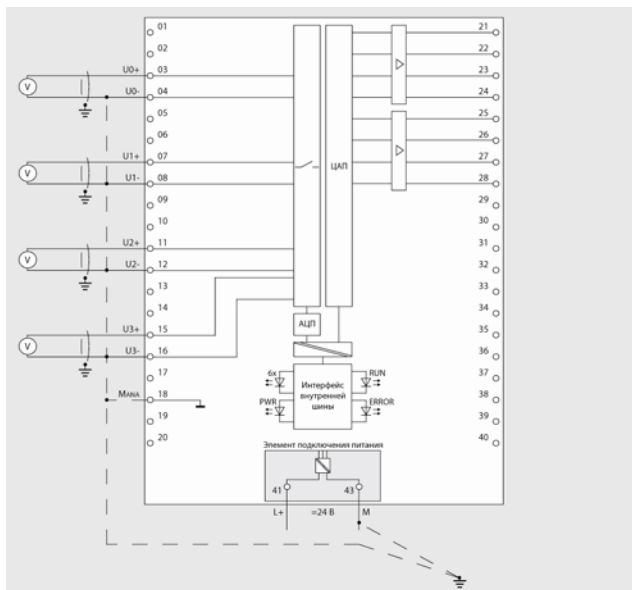 01 21
02 22
V U0+ 03 23
U0- 04 24
05 25
06 26
V U1+ 07 27
U1- 08 ЦАП 28
09 29
10 30
V U2+ 11 31
U2- 12 32
13 33
14 34
V U3+ 15 АЦП 35
U3- 16 36
17 6x RUN 37
MANA 18 Интерфейс внутренней шины 38
19 PWR ERROR 39
20 40
Элемент подключения питания
41 43
L+ =24 В M